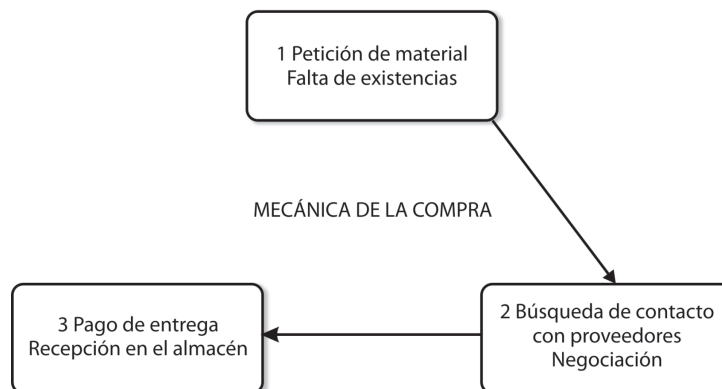 1 Petición de material
Falta de existencias
MECÁNICA DE LA COMPRA
2 Búsqueda de contacto
con proveedores
Negociación
3 Pago de entrega
Recepción en el almacén